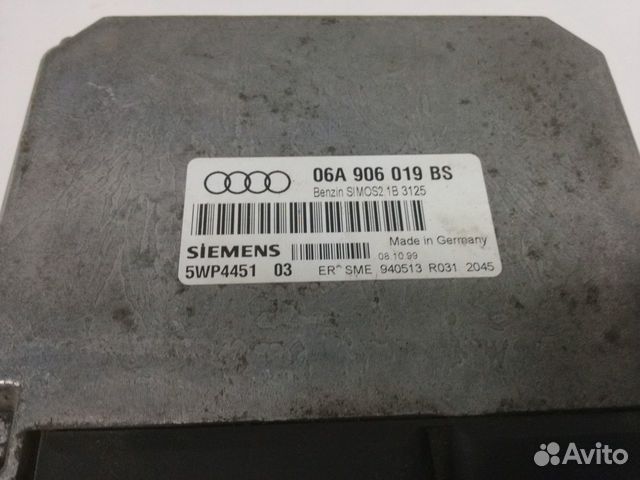 06A 906 019 BS
Benzin SIMOS2.1B 3125
SIEMENS
Made in Germany
08.10.99
5WP4451 03
ER^ SME 940513 R031 2045
Avito